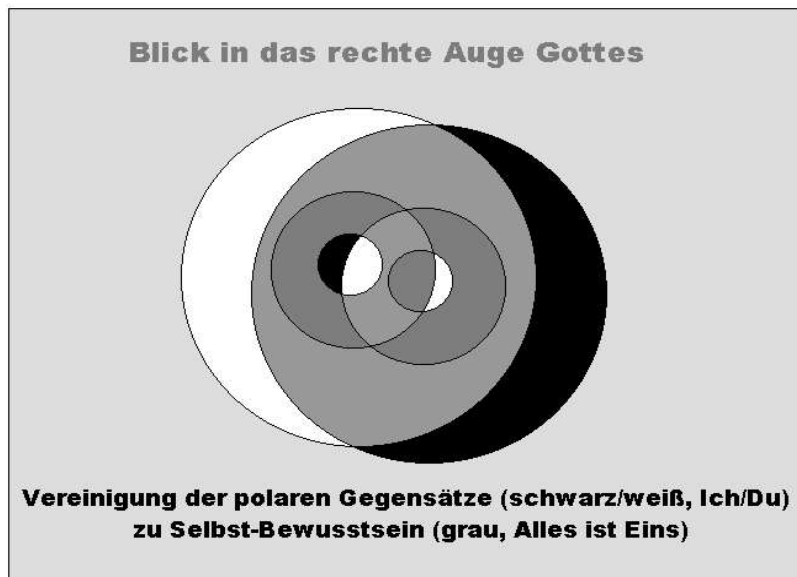 Blick in das rechte Auge Gottes
Vereinigung der polaren Gegensätze (schwarz/weiß, Ich/Du)
zu Selbst-Bewusstsein (grau, Alles ist Eins)